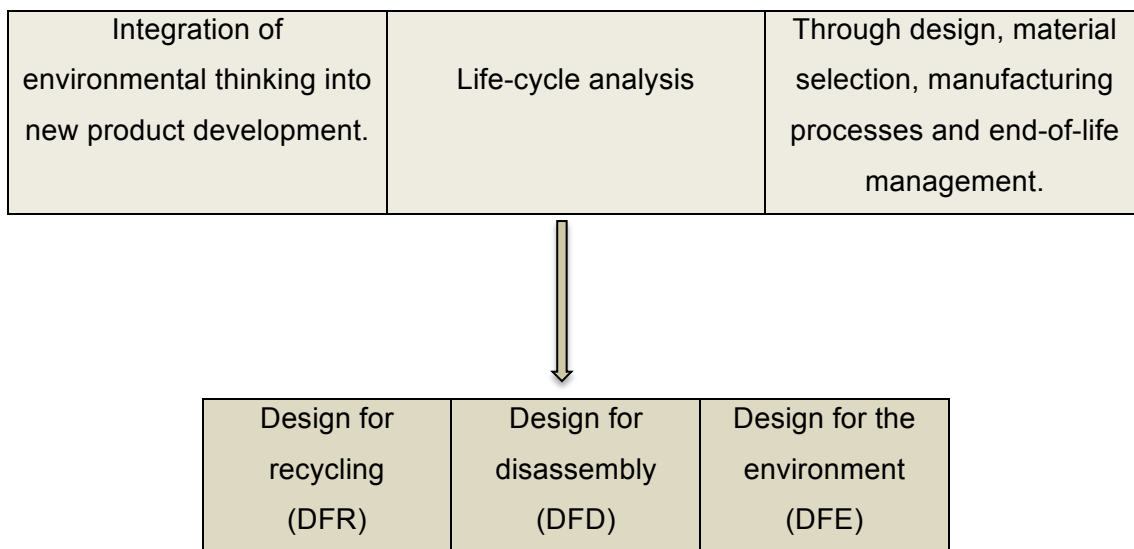 Integration of
environmental thinking into
new product development.
Life-cycle analysis
Through design, material
selection, manufacturing
processes and end-of-life
management.
Design for
recycling
(DFR)
Design for
disassembly
(DFD)
Design for the
environment
(DFE)